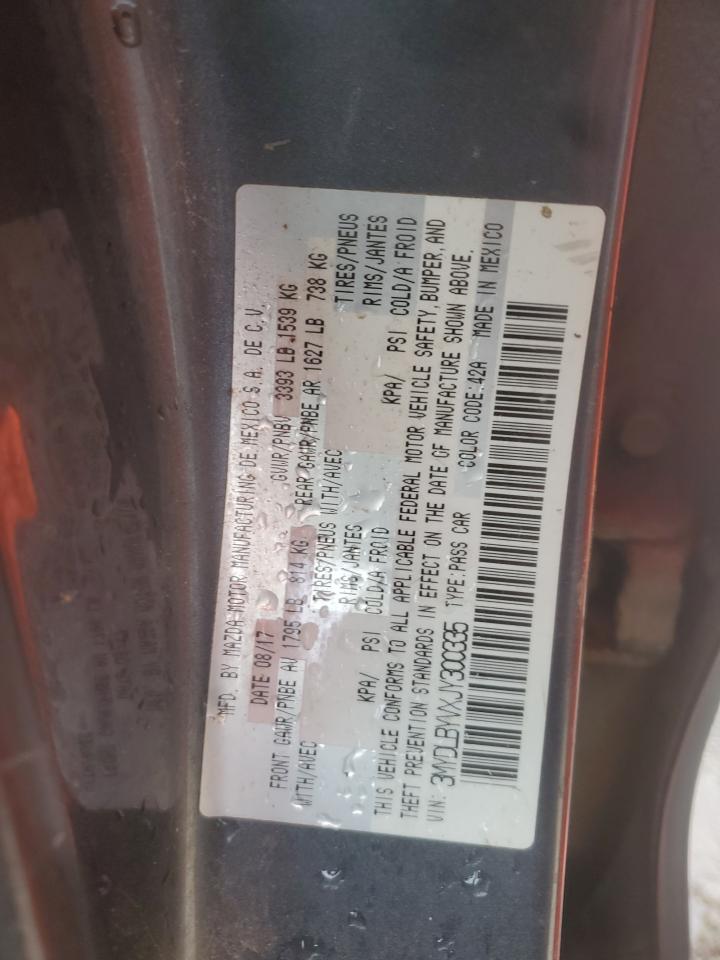 MFD. BY MAZDA MOTOR MANUFACTURING DE MEXICO S.A. DE C.V.
DATE 08/17 GVWR/PNBV 3393 LB 1539 KG
FRONT GAWR/PNBE AV 1795 LB 814 KG REAR GAWR/PNBE AR 1627 LB 738 KG
WITH/AVEC TIRES/PNEUS WITH/AVEC TIRES/PNEUS
RIMS/JANTES RIMS/JANTES
KPA/ PSI COLD/A FROID KPA/ PSI COLD/A FROID
THIS VEHICLE CONFORMS TO ALL APPLICABLE FEDERAL MOTOR VEHICLE SAFETY, BUMPER, AND
THEFT PREVENTION STANDARDS IN EFFECT ON THE DATE OF MANUFACTURE SHOWN ABOVE.
VIN: 3MYDLBYVXJY300335 TYPE:PASS CAR COLOR CODE:42A MADE IN MEXICO